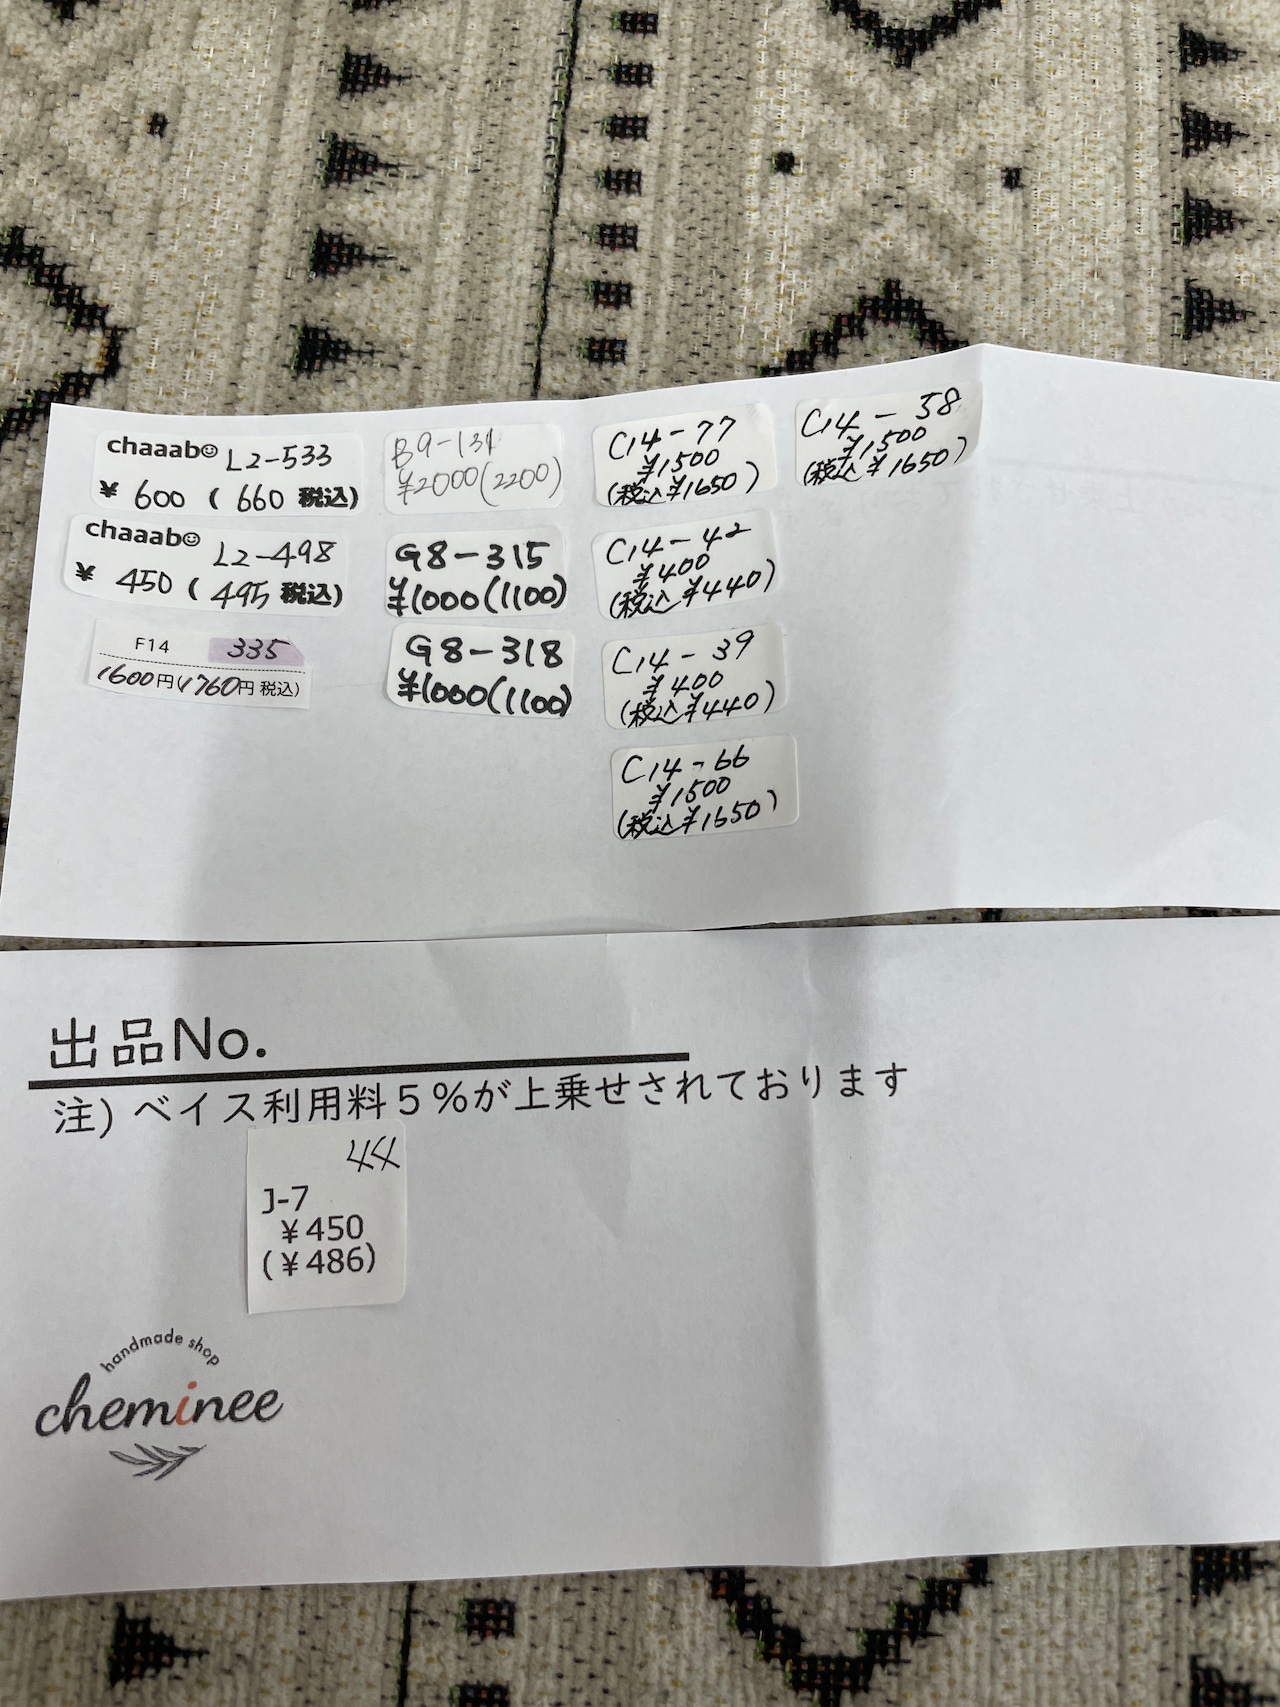 chaaabo L2-533
¥ 600 ( 660 税込)
chaaabo L2-498
¥ 450 ( 495 税込)
F14 335
1600円(1760円 税込)
B9-131
¥2000(2200)
G8-315
¥1000(1100)
G8-318
¥1000(1100)
C14-77
¥1500
(税込¥1650)
C14-42
¥400
(税込¥440)
C14-39
¥400
(税込¥440)
C14-66
¥1500
(税込¥1650)
C14-58
¥1500
(税込¥1650)
出品No.
注) ベイス利用料5%が上乗せされております
44
J-7
¥450
(¥486)
handmade shop
cheminee